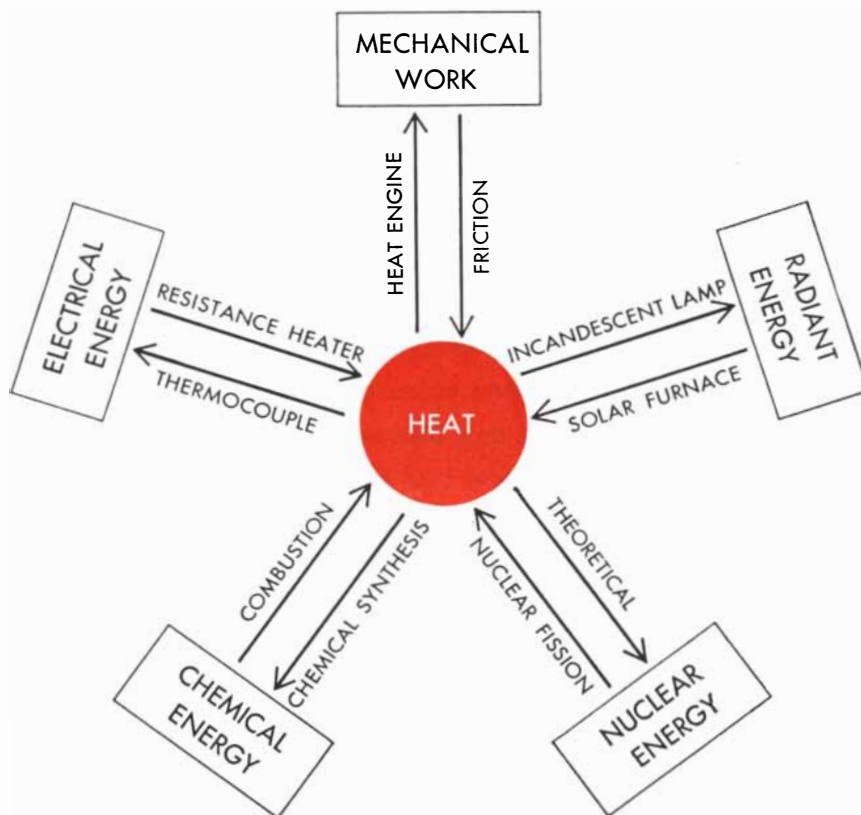 MECHANICAL
WORK
HEAT ENGINE
FRICTION
ELECTRICAL
ENERGY
RESISTANCE HEATER
THERMOCOUPLE
INCANDESCENT LAMP
SOLAR FURNACE
RADIANT
ENERGY
HEAT
COMBUSTION
CHEMICAL SYNTHESIS
NUCLEAR FISSION
THEORETICAL
CHEMICAL
ENERGY
NUCLEAR
ENERGY